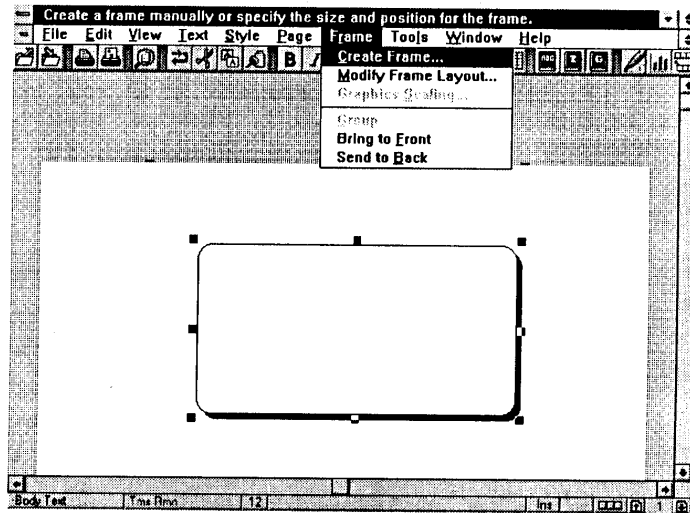 Create a frame manually or specify the size and position for the frame.
File Edit View Text Style Page Frame Tools Window Help
B I
Create Frame...
Modify Frame Layout...
Graphics Scaling...
Group
Bring to Front
Send to Back
Body Text Tms Rmn 12 Ins 1